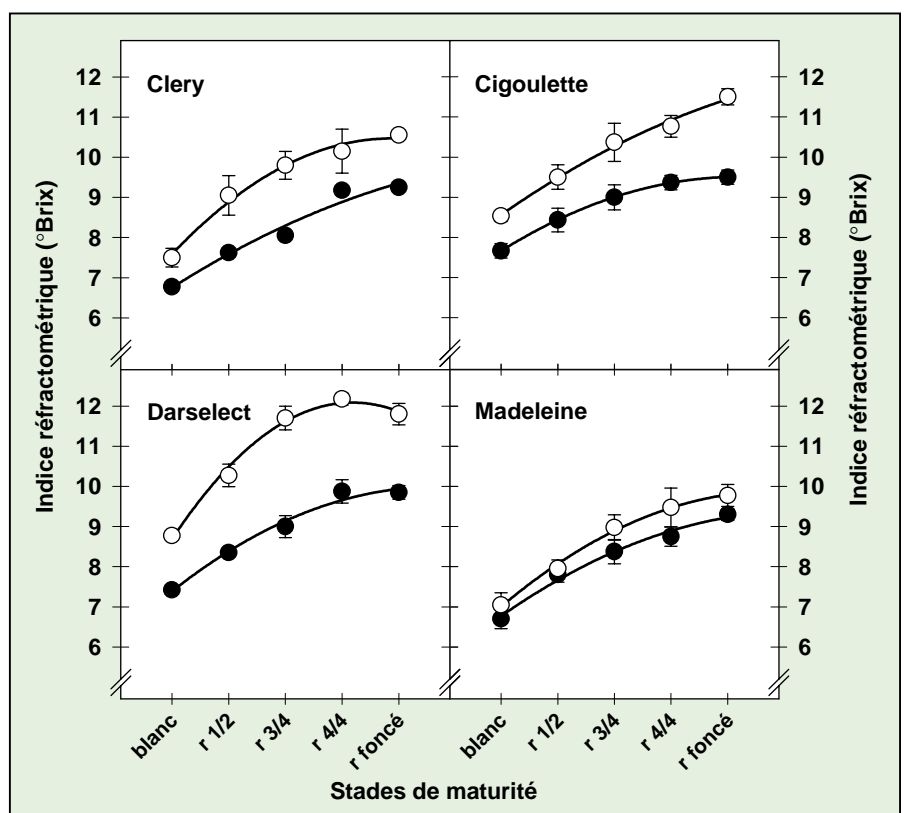 Clery
Cigoulette
12
11
10
9
8
7
6
12
11
10
9
8
7
6
Indice réfractométrique (°Brix)
Indice réfractométrique (°Brix)
Darselect
Madeleine
12
11
10
9
8
7
6
12
11
10
9
8
7
6
blanc
r 1/2
r 3/4
r 4/4
r foncé
blanc
r 1/2
r 3/4
r 4/4
r foncé
Stades de maturité